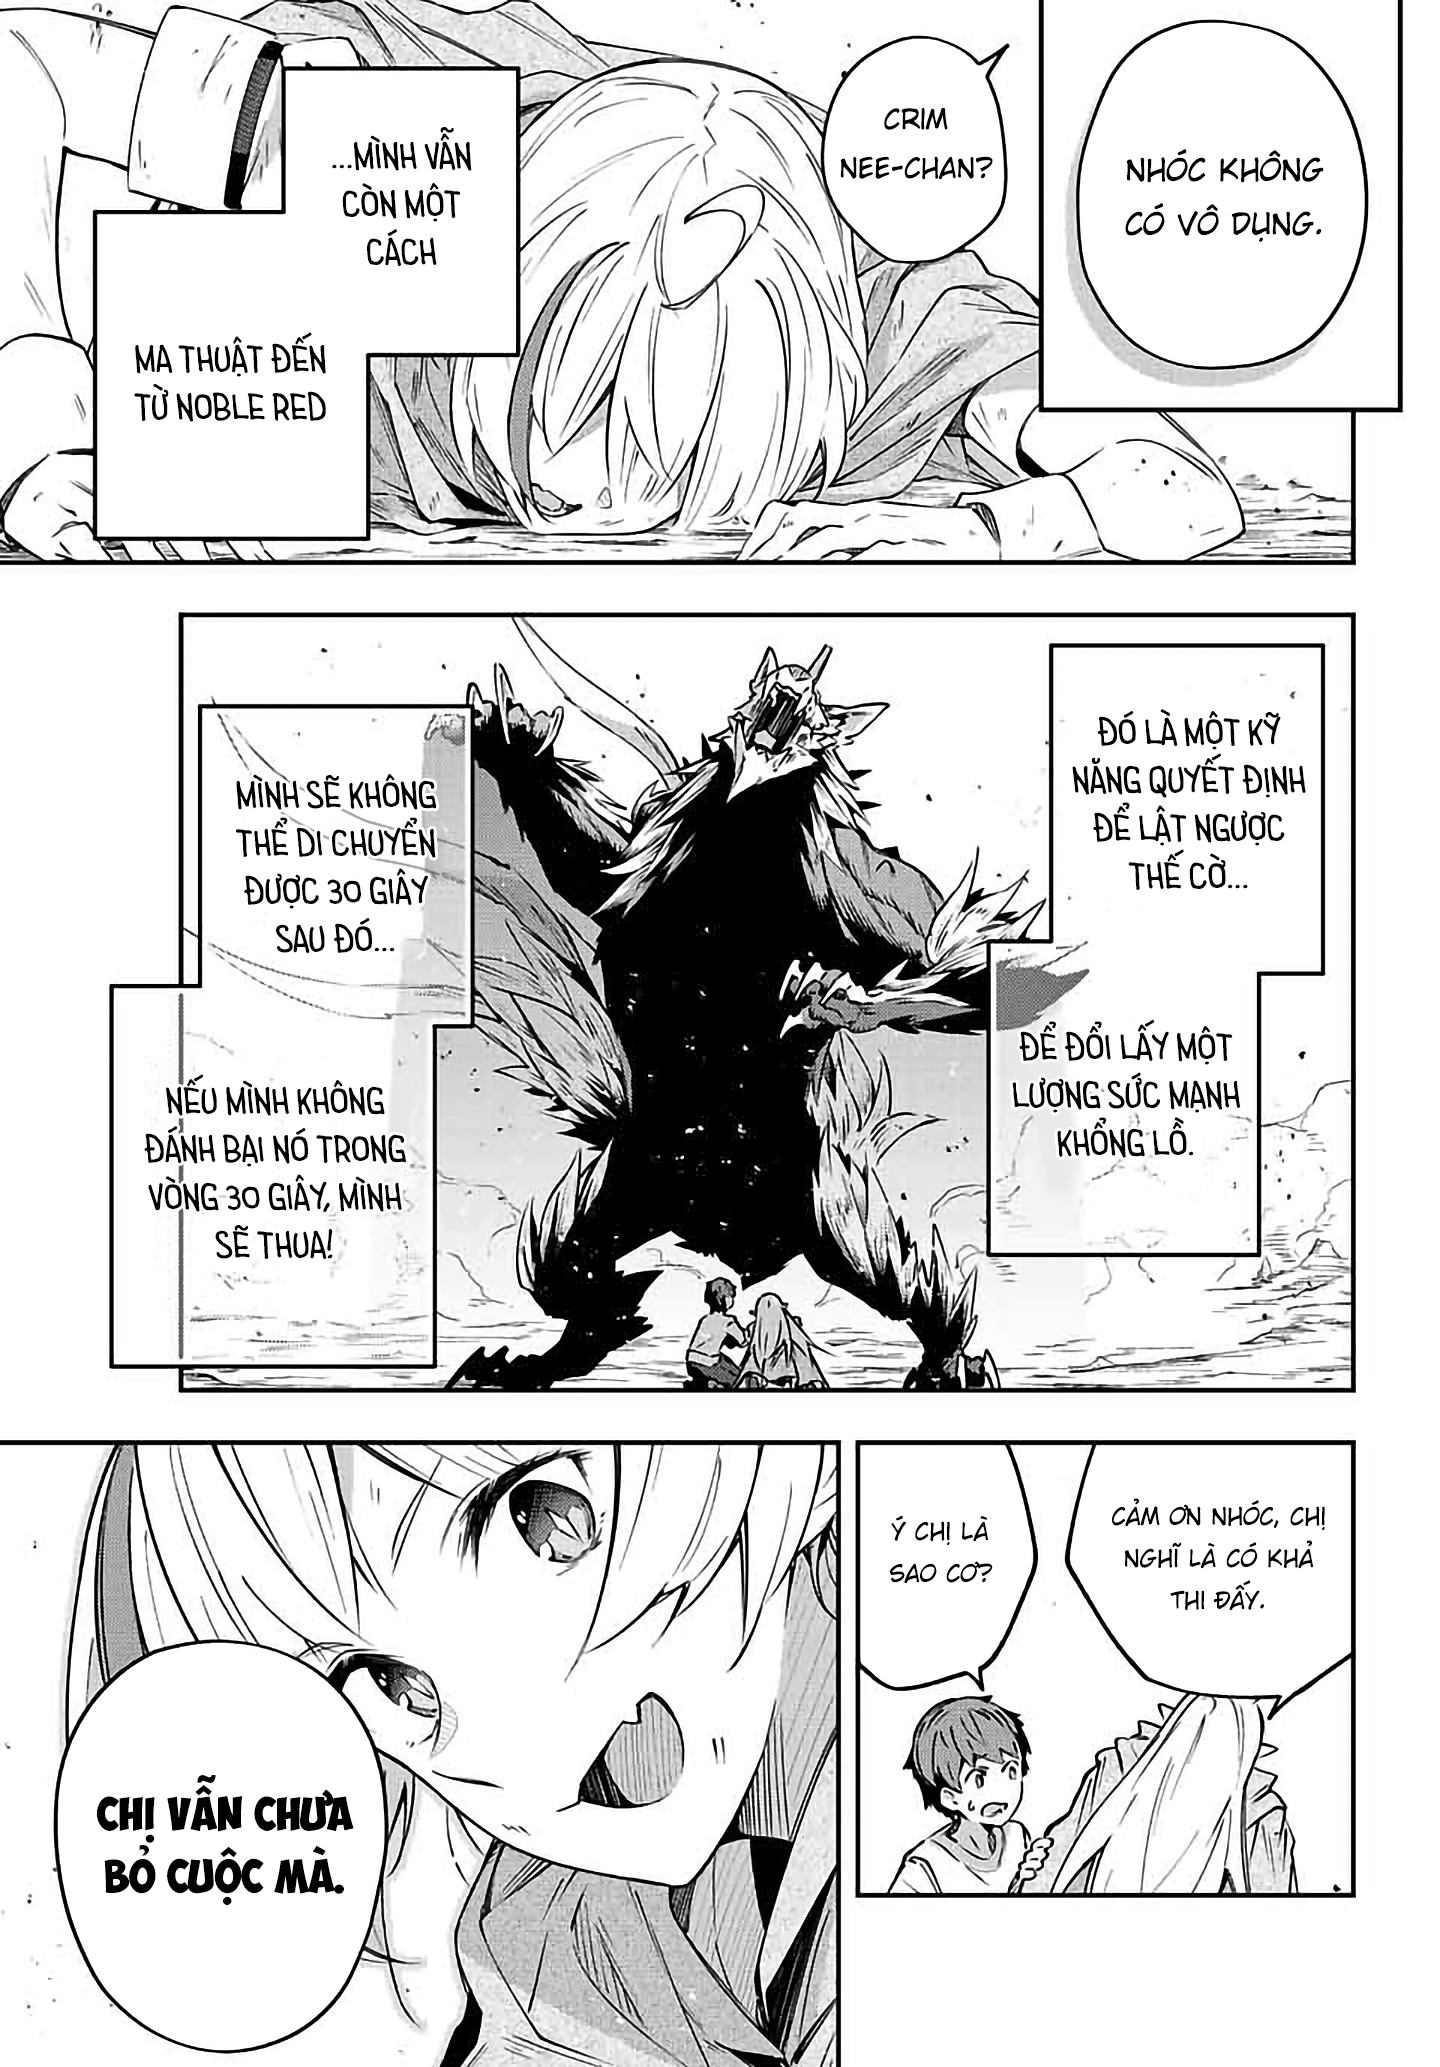 NHÓC KHÔNG
CÓ VÔ DỤNG.
CRIM
NEE-CHAN?
...MÌNH VẪN
CÒN MỘT
CÁCH
MA THUẬT ĐẾN
TỪ NOBLE RED
ĐÓ LÀ MỘT KỸ
NĂNG QUYẾT ĐỊNH
ĐỂ LẬT NGƯỢC
THẾ CỜ...
ĐỂ ĐỔI LẤY MỘT
LƯỢNG SỨC MẠNH
KHỔNG LỒ.
MÌNH SẼ KHÔNG
THỂ DI CHUYỂN
ĐƯỢC 30 GIÂY
SAU ĐÓ...
NẾU MÌNH KHÔNG
ĐÁNH BẠI NÓ TRONG
VÒNG 30 GIÂY, MÌNH
SẼ THUA!
CẢM ƠN NHÓC, CHỊ
NGHĨ LÀ CÓ KHẢ
THI ĐẤY.
Ý CHỊ LÀ
SAO CƠ?
CHỊ VẪN CHƯA
BỎ CUỘC MÀ.